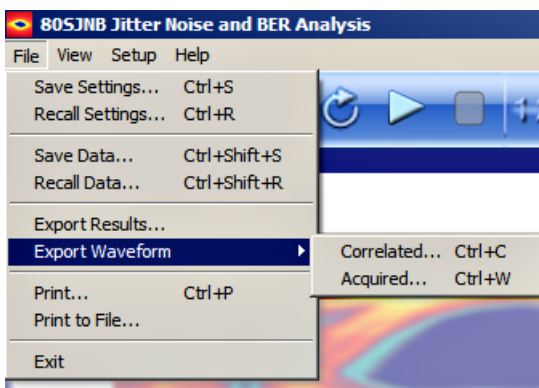 80SJNB Jitter Noise and BER Analysis
File View Setup Help
Save Settings... Ctrl+S
Recall Settings... Ctrl+R
Save Data... Ctrl+Shift+S
Recall Data... Ctrl+Shift+R
Export Results...
Export Waveform
Correlated... Ctrl+C
Acquired... Ctrl+W
Print... Ctrl+P
Print to File...
Exit